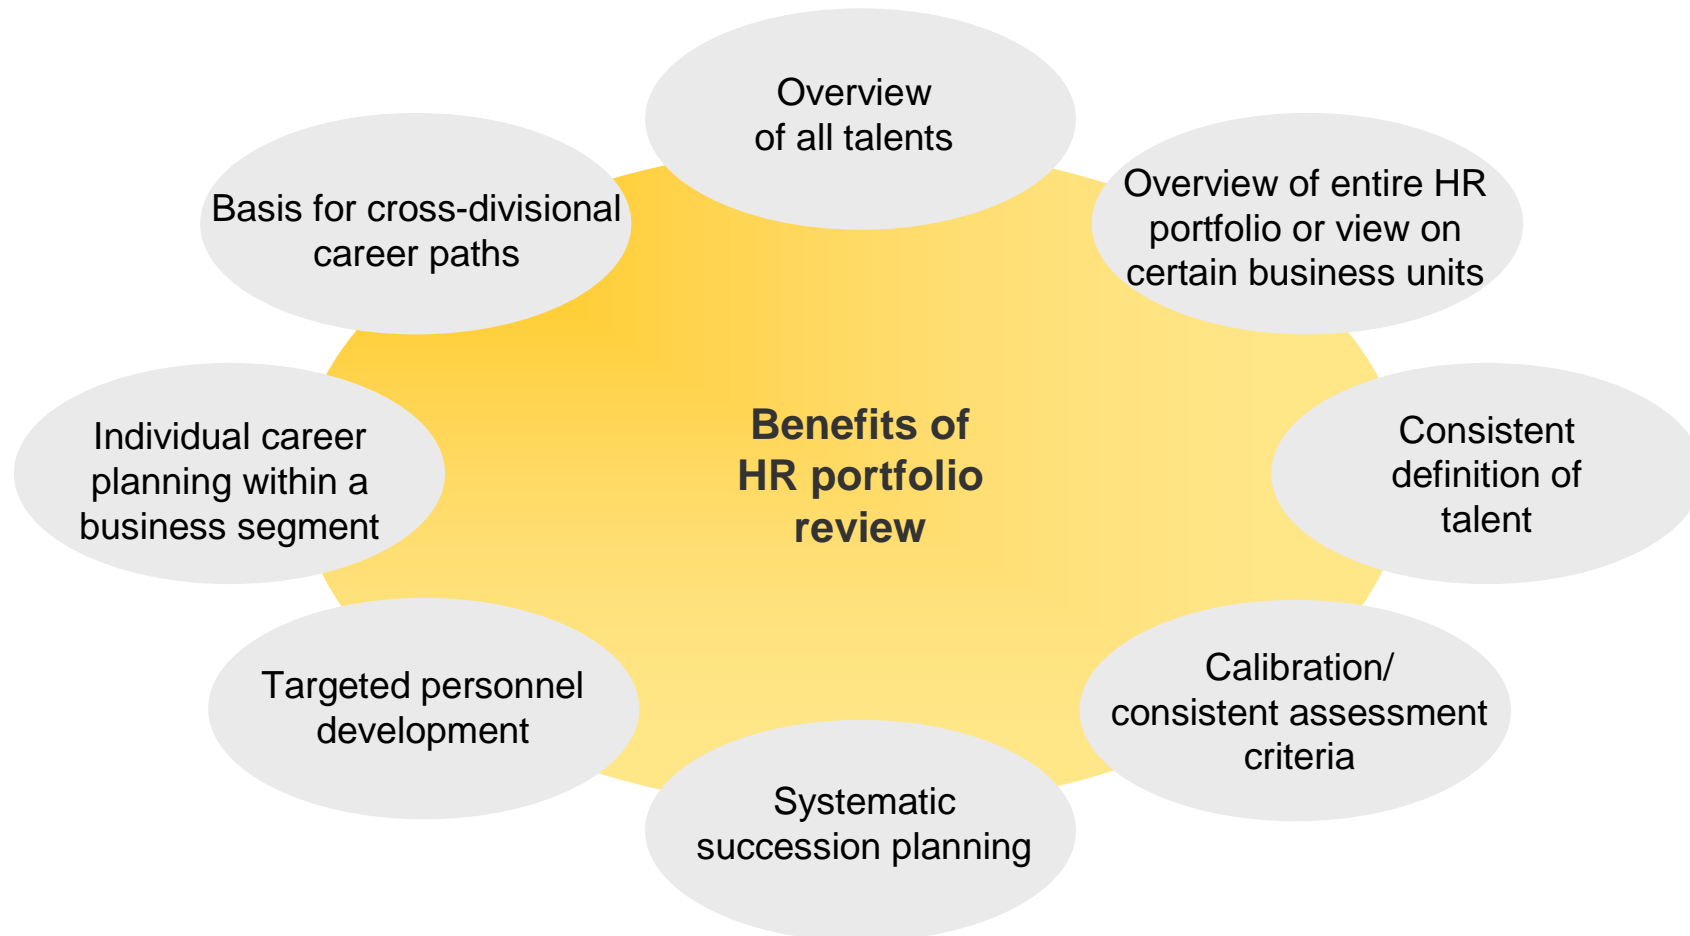 Overview
of all talents
Overview of entire HR
portfolio or view on
certain business units
Consistent
definition of
talent
Calibration/
consistent assessment
criteria
Systematic
succession planning
Targeted personnel
development
Individual career
planning within a
business segment
Basis for cross-divisional
career paths
Benefits of
HR portfolio
review